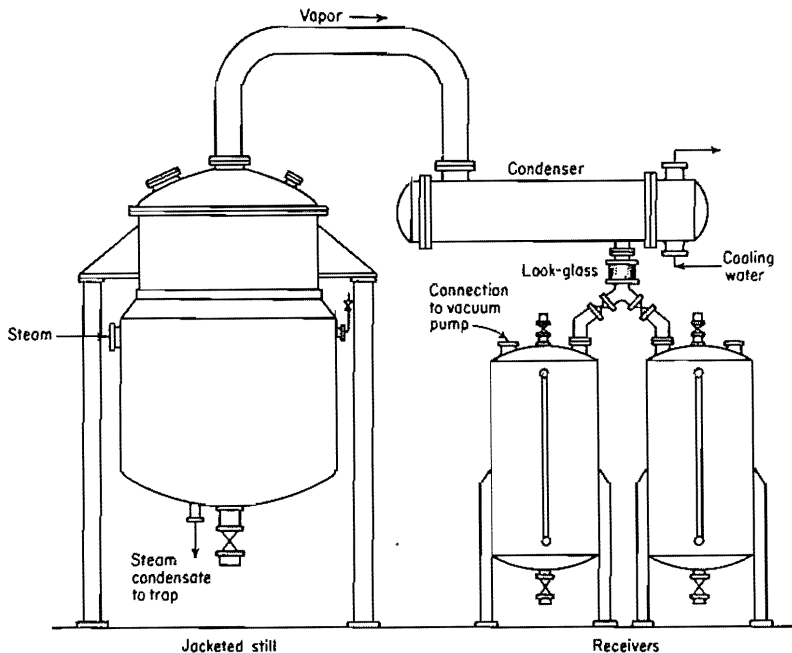 Vapor
Condenser
Look-glass
Cooling
water
Connection
to vacuum
pump
Steam
Steam
condensate
to trap
Jacketed still
Receivers